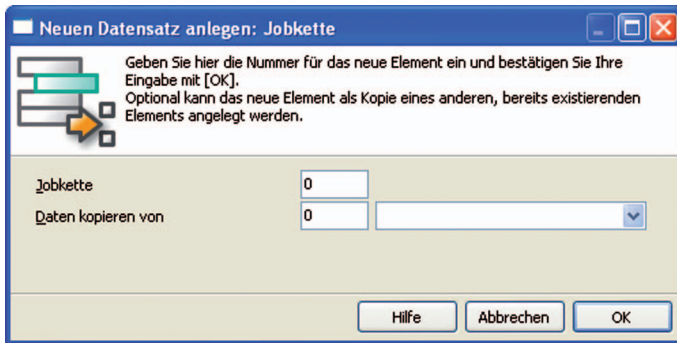 Neuen Datensatz anlegen: Jobkette
Geben Sie hier die Nummer für das neue Element ein und bestätigen Sie Ihre
Eingabe mit [OK].
Optional kann das neue Element als Kopie eines anderen, bereits existierenden
Elements angelegt werden.
Jobkette 0
Daten kopieren von 0
Hilfe Abbrechen OK